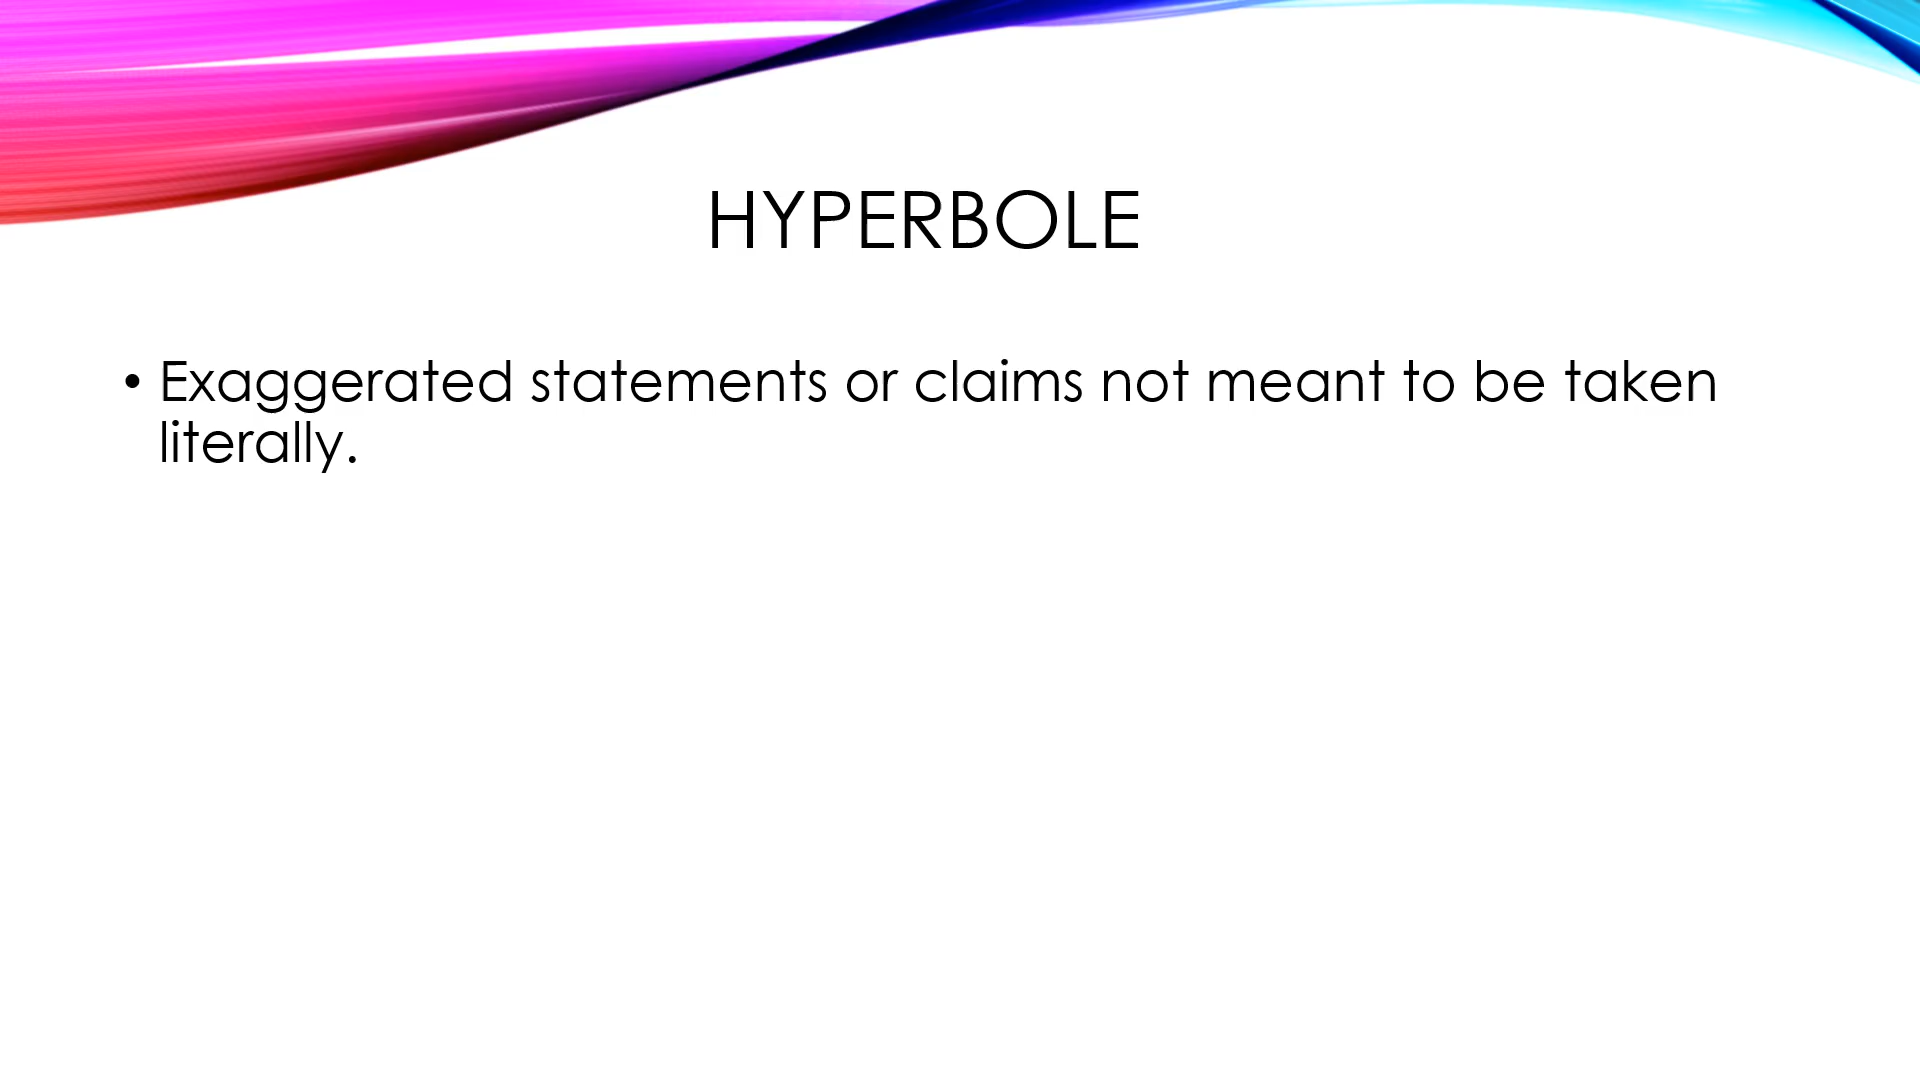 HYPERBOLE
• Exaggerated statements or claims not meant to be taken
literally.